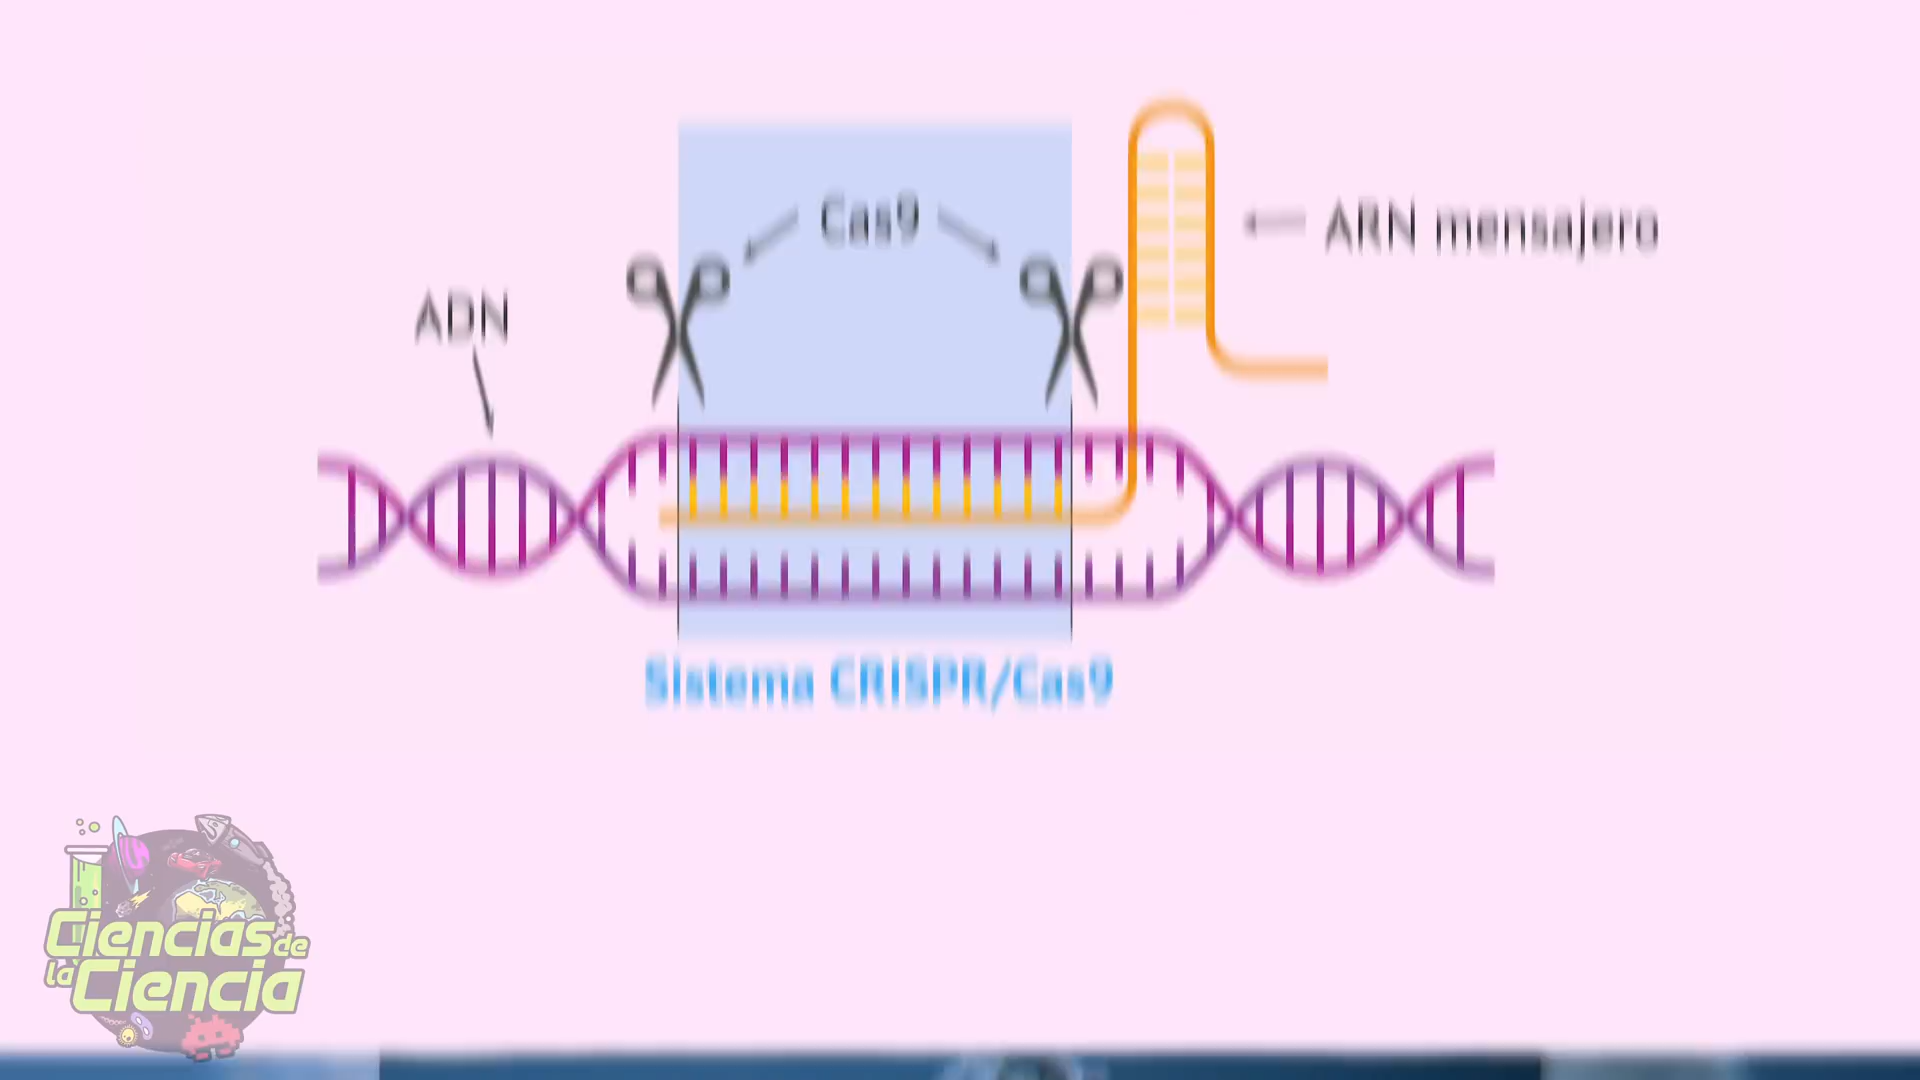 Cas9
ARN mensajero
ADN
Sistema CRISPR/Cas9
Ciencias de
la Ciencia